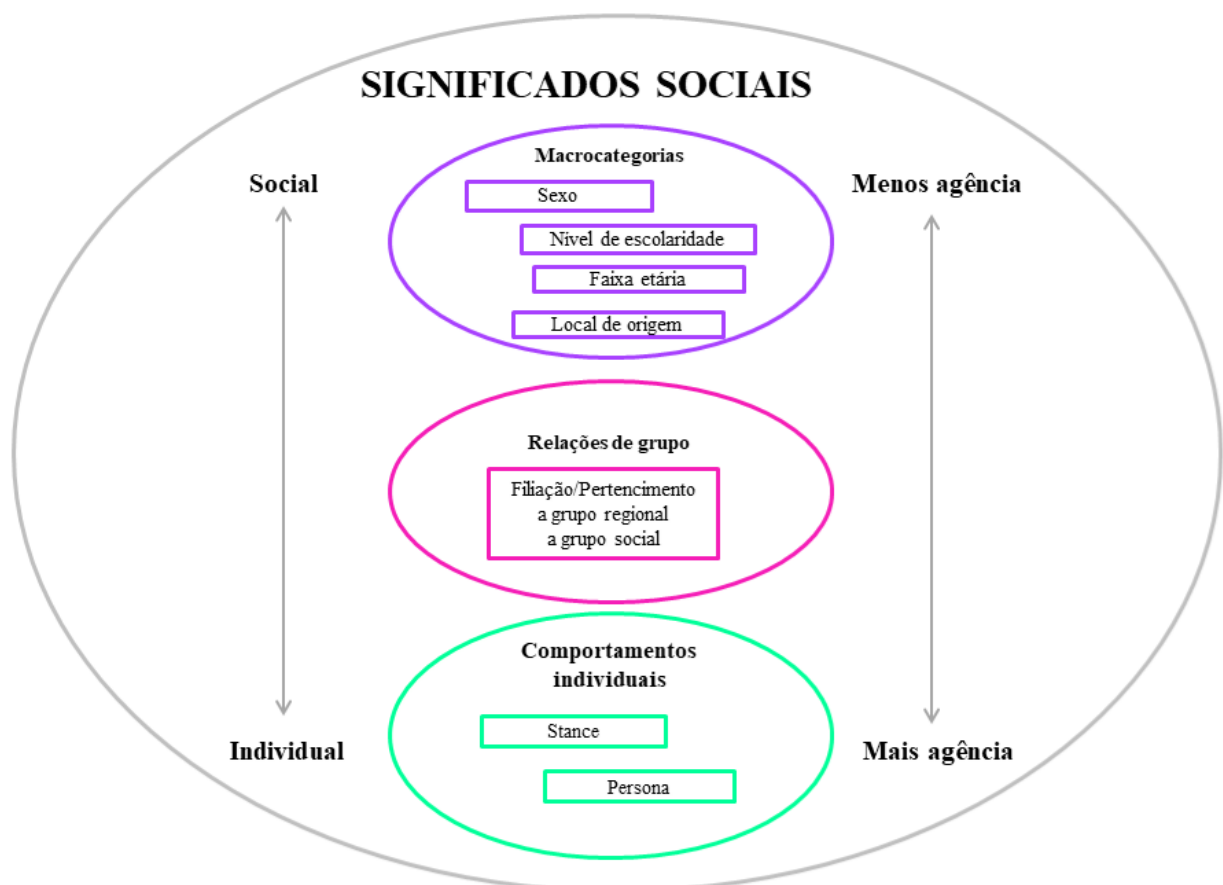 SIGNIFICADOS SOCIAIS
Macrocategorias
Social
Menos agência
Sexo
Nível de escolaridade
Faixa etária
Local de origem
Relações de grupo
Filiação/Pertencimento
a grupo regional
a grupo social
Comportamentos
individuais
Stance
Individual
Mais agência
Persona